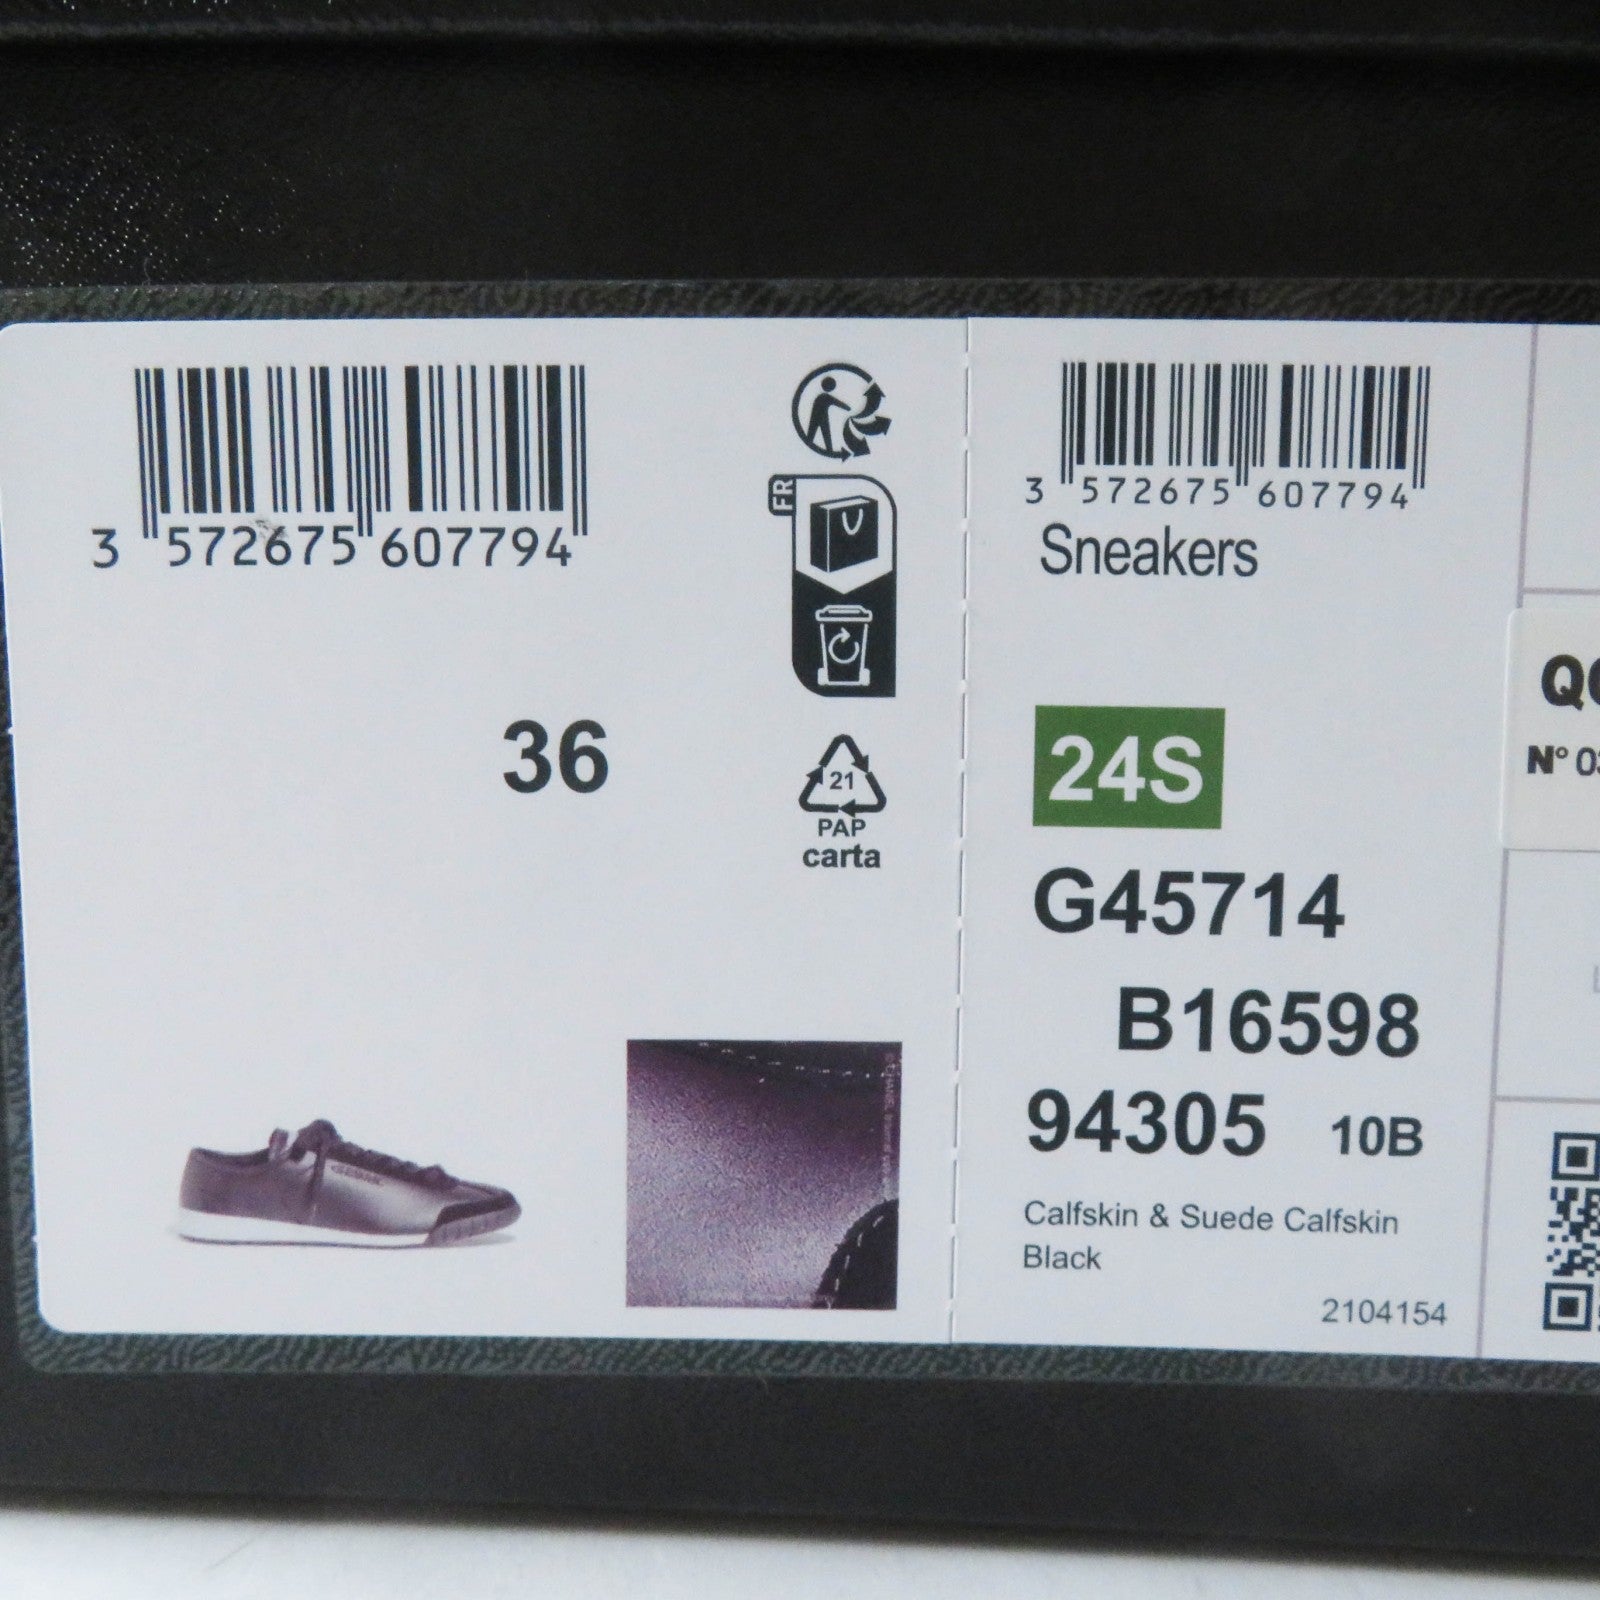 3 572675 607794
FR
36
21
PAP
carta
3 572675 607794
Sneakers
24S
G45714
B16598
94305 10B
Calfskin & Suede Calfskin
Black
2104154
N° 03